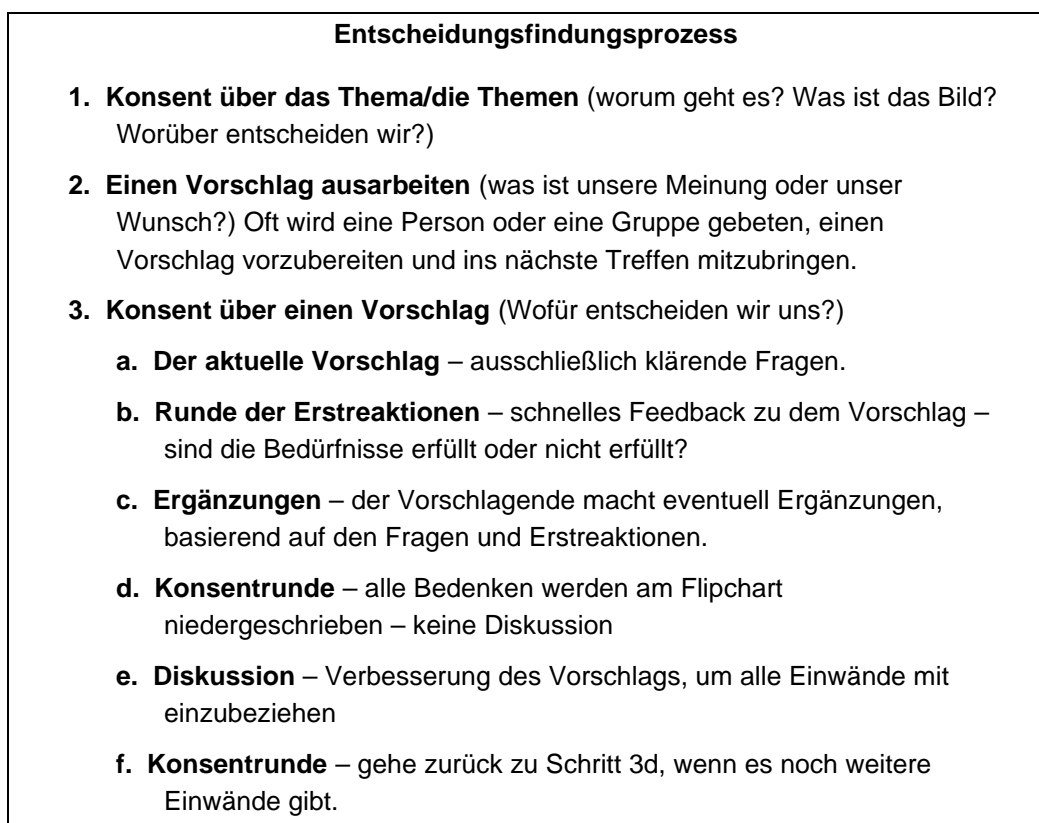 Entscheidungsfindungsprozess
1. Konsent über das Thema/die Themen (worum geht es? Was ist das Bild?
Worüber entscheiden wir?)
2. Einen Vorschlag ausarbeiten (was ist unsere Meinung oder unser
Wunsch?) Oft wird eine Person oder eine Gruppe gebeten, einen
Vorschlag vorzubereiten und ins nächste Treffen mitzubringen.
3. Konsent über einen Vorschlag (Wofür entscheiden wir uns?)
a. Der aktuelle Vorschlag – ausschließlich klärende Fragen.
b. Runde der Erstreaktionen – schnelles Feedback zu dem Vorschlag –
sind die Bedürfnisse erfüllt oder nicht erfüllt?
c. Ergänzungen – der Vorschlagende macht eventuell Ergänzungen,
basierend auf den Fragen und Erstreaktionen.
d. Konsentrunde – alle Bedenken werden am Flipchart
niedergeschrieben – keine Diskussion
e. Diskussion – Verbesserung des Vorschlags, um alle Einwände mit
einzubeziehen
f. Konsentrunde – gehe zurück zu Schritt 3d, wenn es noch weitere
Einwände gibt.